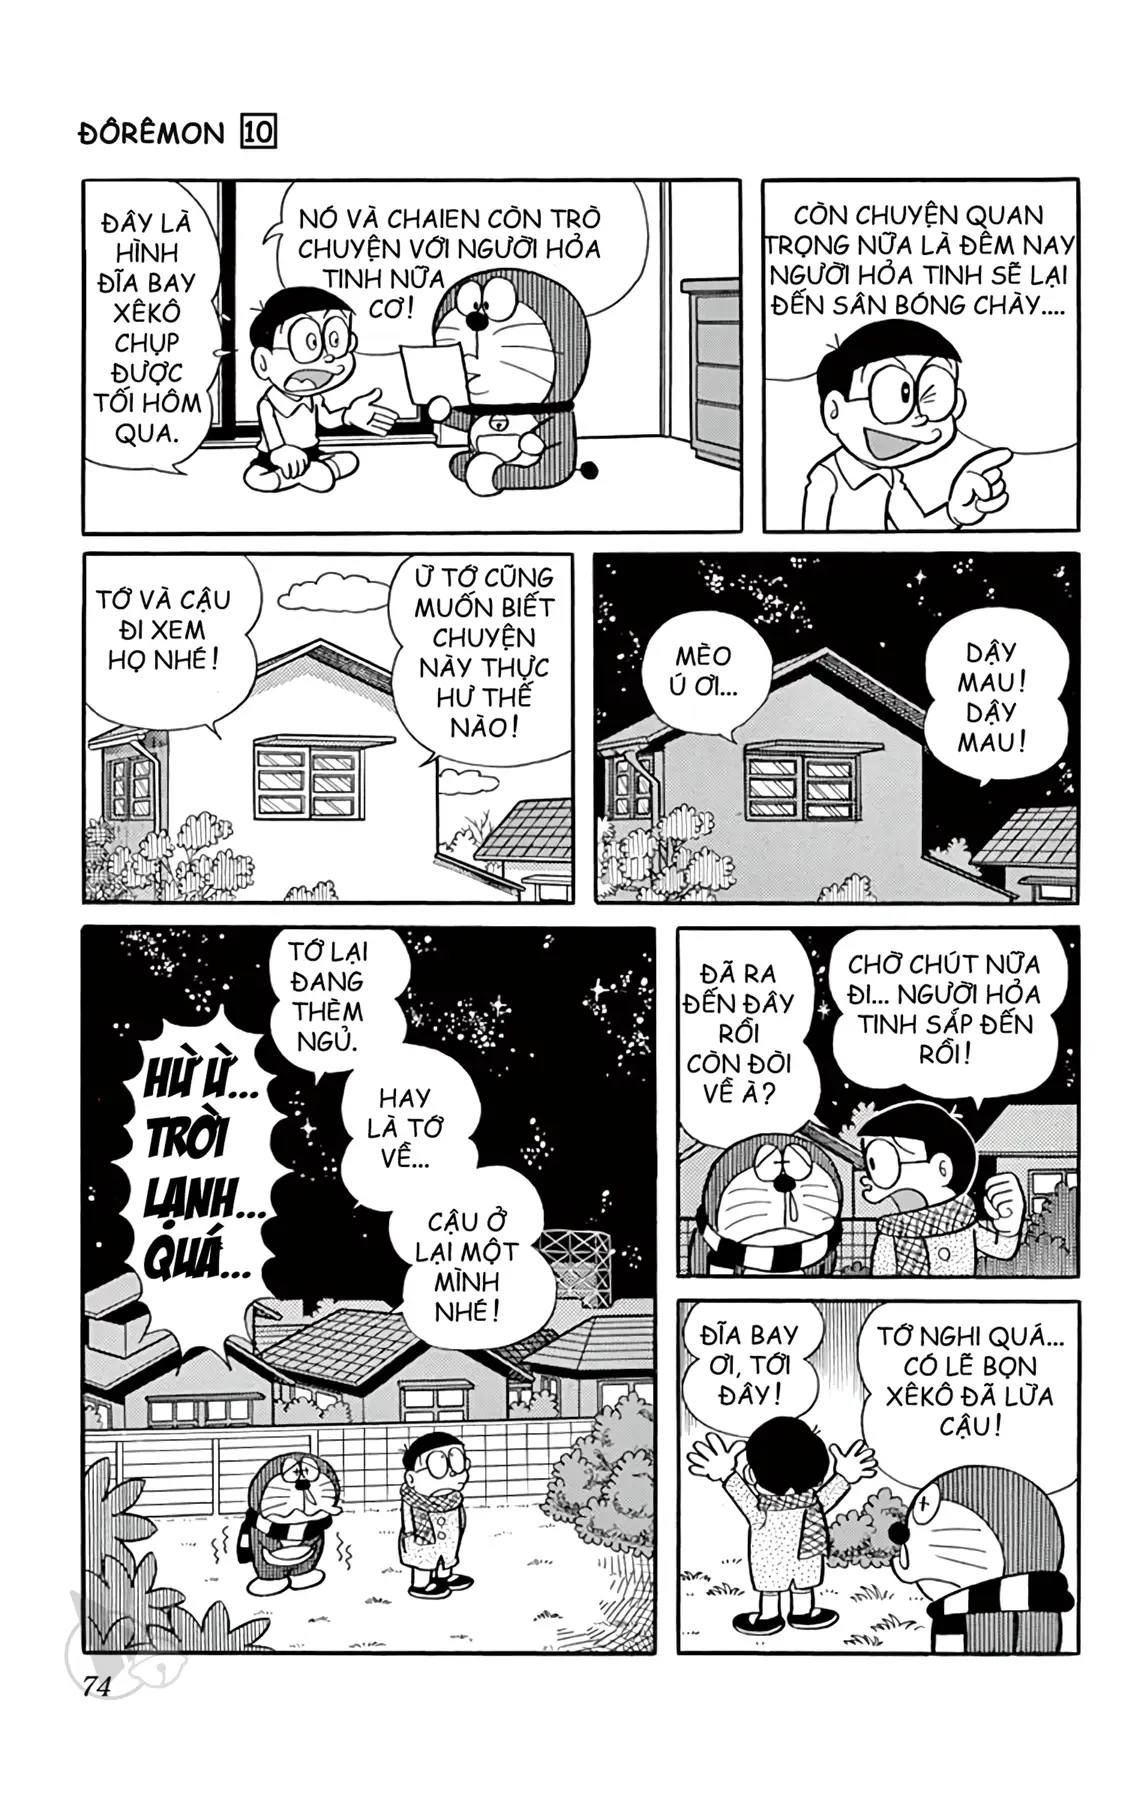 ĐÔRÊMON 10
ĐÂY LÀ
HÌNH
ĐĨA BAY
XÊKÔ
CHỤP
ĐƯỢC
TỐI HÔM
QUA.
NÓ VÀ CHAIEN CÒN TRÒ
CHUYỆN VỚI NGƯỜI HỎA
TINH NỮA
CƠ!
CÒN CHUYỆN QUAN
TRỌNG NỮA LÀ ĐÊM NAY
NGƯỜI HỎA TINH SẼ LẠI
ĐẾN SÂN BÓNG CHÀY....
TỚ VÀ CẬU
ĐI XEM
HỌ NHÉ!
Ừ TỚ CŨNG
MUỐN BIẾT
CHUYỆN
NÀY THỰC
HƯ THẾ
NÀO!
MÈO
Ú ƠI...
DẬY
MAU!
DẬY
MAU!
HỪ Ừ...
TRỜI
LẠNH...
QUÁ...
TỚ LẠI
ĐANG
THÈM
NGỦ.
HAY
LÀ TỚ
VỀ...
CẬU Ở
LẠI MỘT
MÌNH
NHÉ!
ĐÃ RA
ĐẾN ĐÂY
RỒI
CÒN ĐÒI
VỀ À?
CHỜ CHÚT NỮA
ĐI... NGƯỜI HỎA
TINH SẮP ĐẾN
RỒI!
ĐĨA BAY
ƠI, TỚI
ĐÂY!
TỚ NGHI QUÁ...
CÓ LẼ BỌN
XÊKÔ ĐÃ LỪA
CẬU!
74